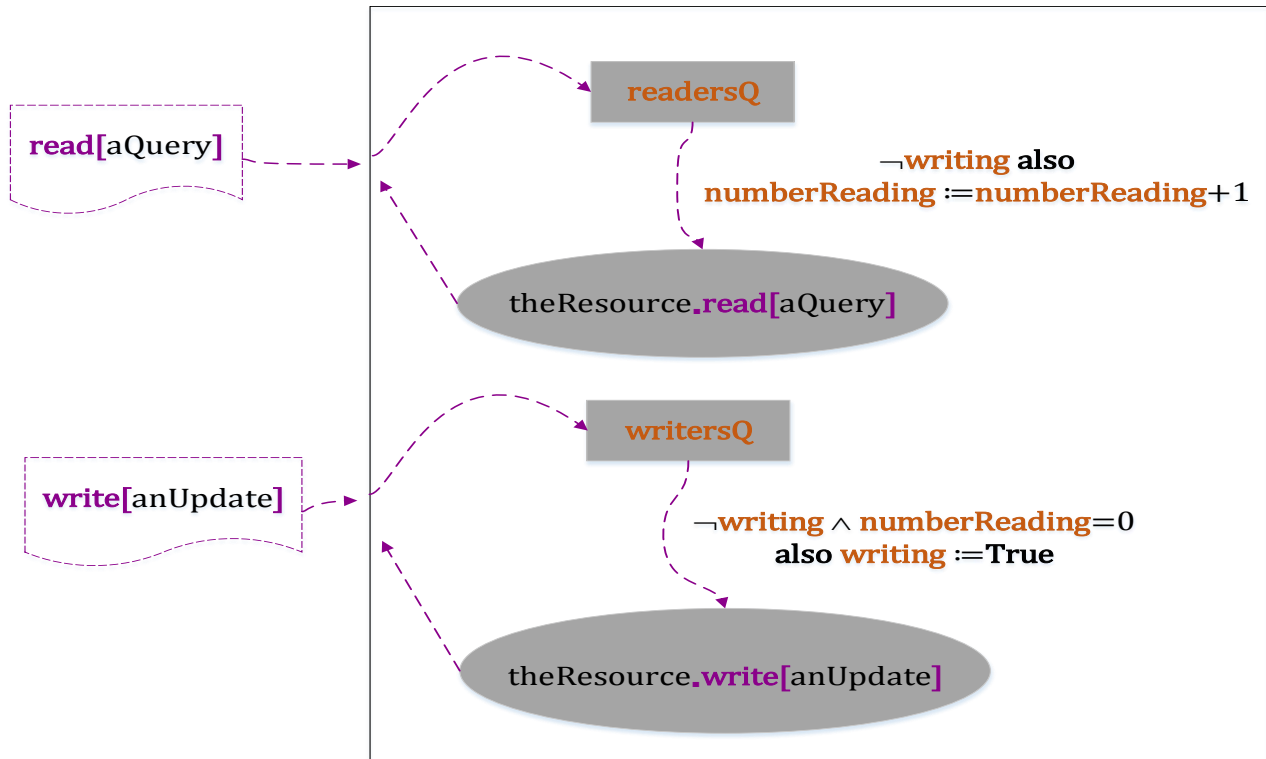 readersQ
read[aQuery]
¬writing also
numberReading ≔numberReading+1
theResource.read[aQuery]
writersQ
write[anUpdate]
¬writing ∧ numberReading=0
also writing ≔True
theResource.write[anUpdate]